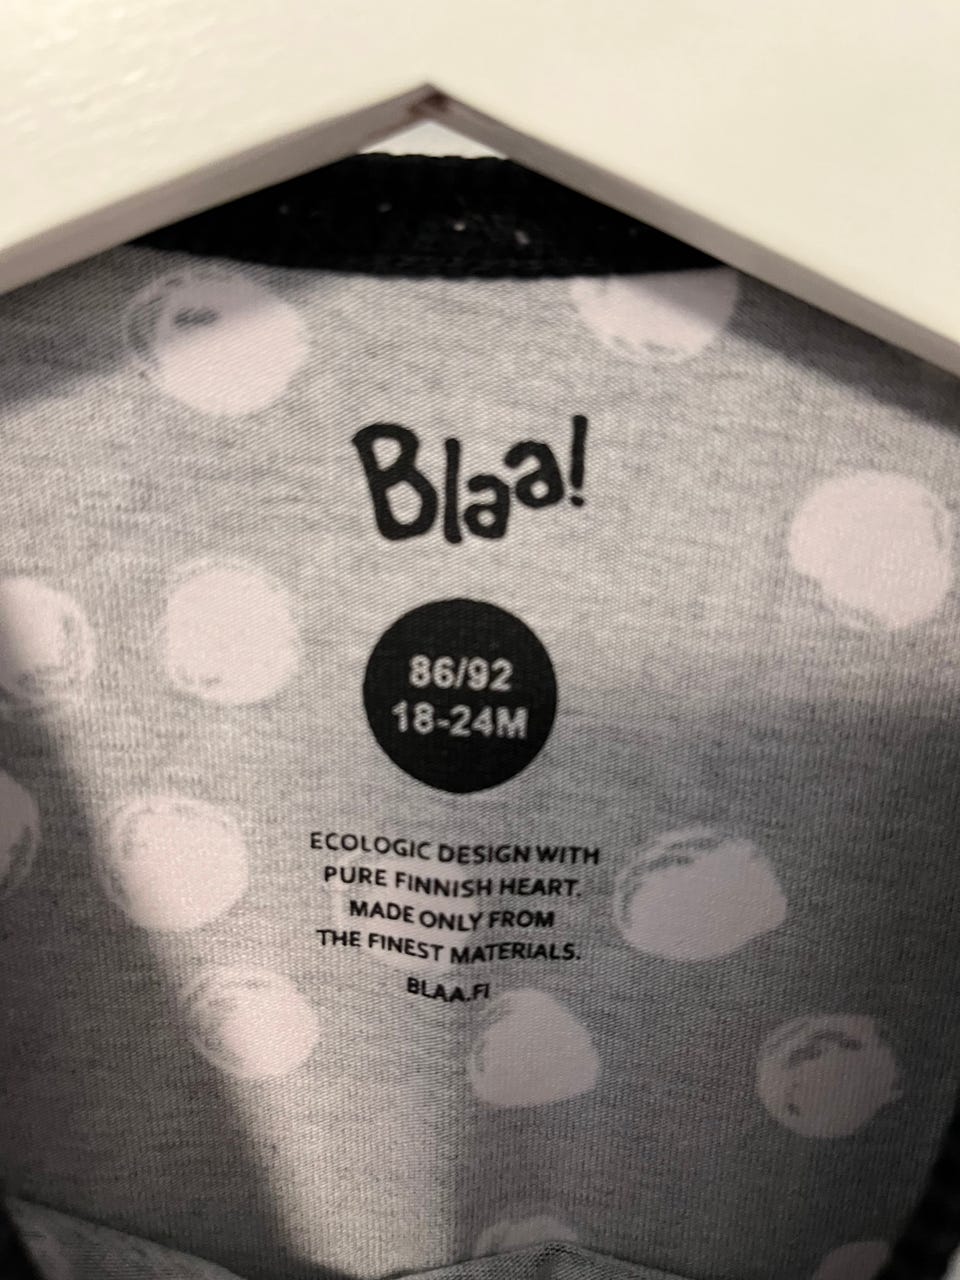 Blaa!
86/92
18-24M
ECOLOGIC DESIGN WITH
PURE FINNISH HEART.
MADE ONLY FROM
THE FINEST MATERIALS.
BLAA.FI